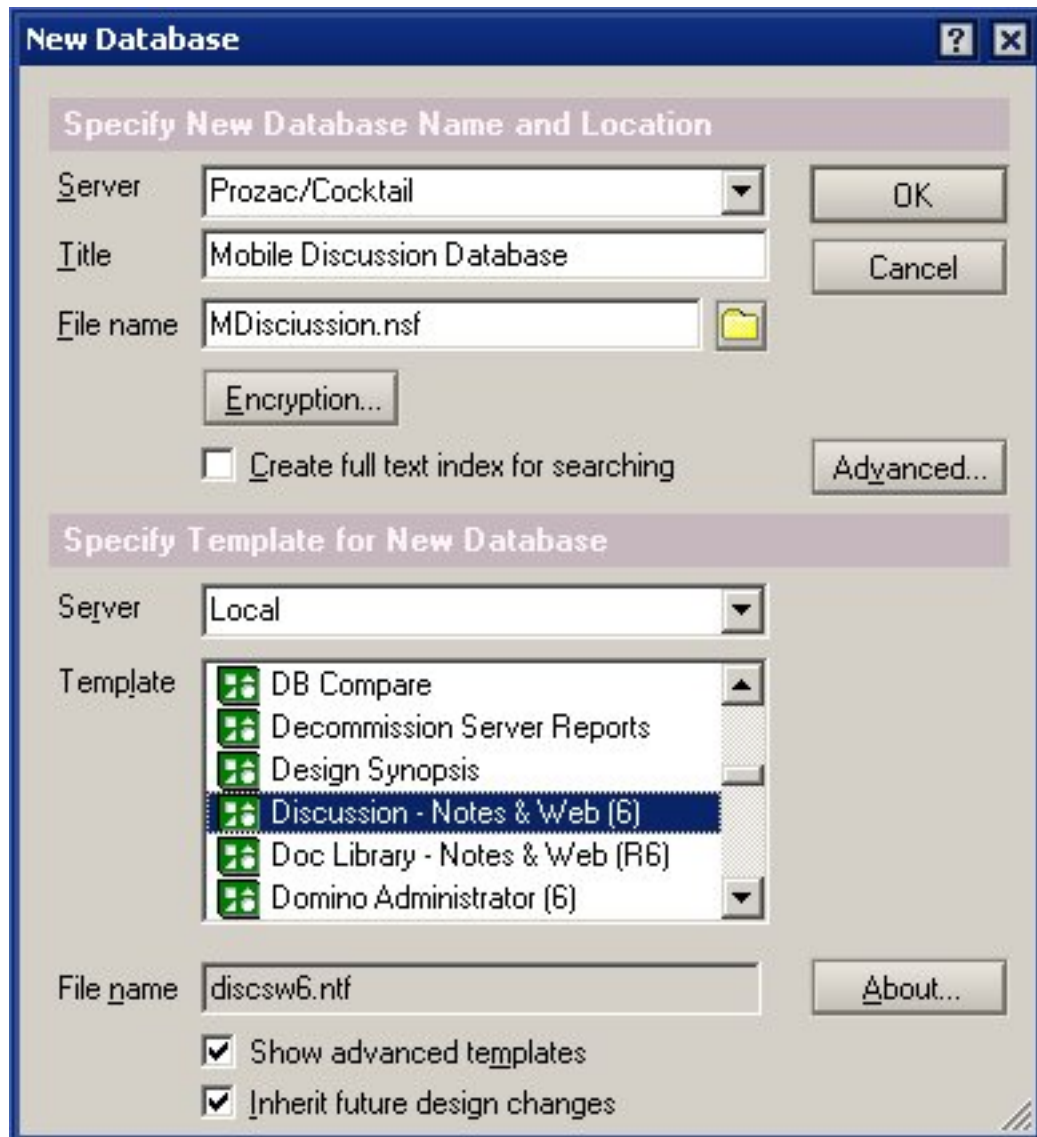 New Database
Specify New Database Name and Location
Server Prozac/Cocktail OK
Title Mobile Discussion Database Cancel
File name MDisciussion.nsf
Encryption...
Create full text index for searching Advanced...
Specify Template for New Database
Server Local
Template DB Compare
Decommission Server Reports
Design Synopsis
Discussion - Notes & Web (6)
Doc Library - Notes & Web (R6)
Domino Administrator (6)
File name discsw6.ntf About...
Show advanced templates
Inherit future design changes